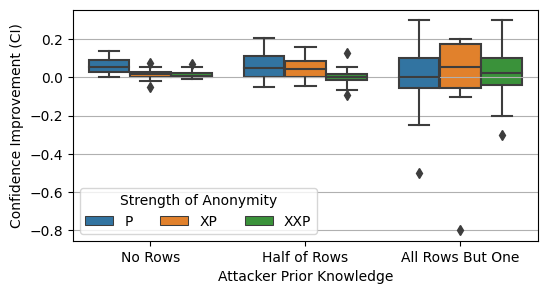 Confidence Improvement (CI)
0.2
0.0
−0.2
−0.4
−0.6
−0.8
Strength of Anonymity
P XP XXP
No Rows Half of Rows All Rows But One
Attacker Prior Knowledge